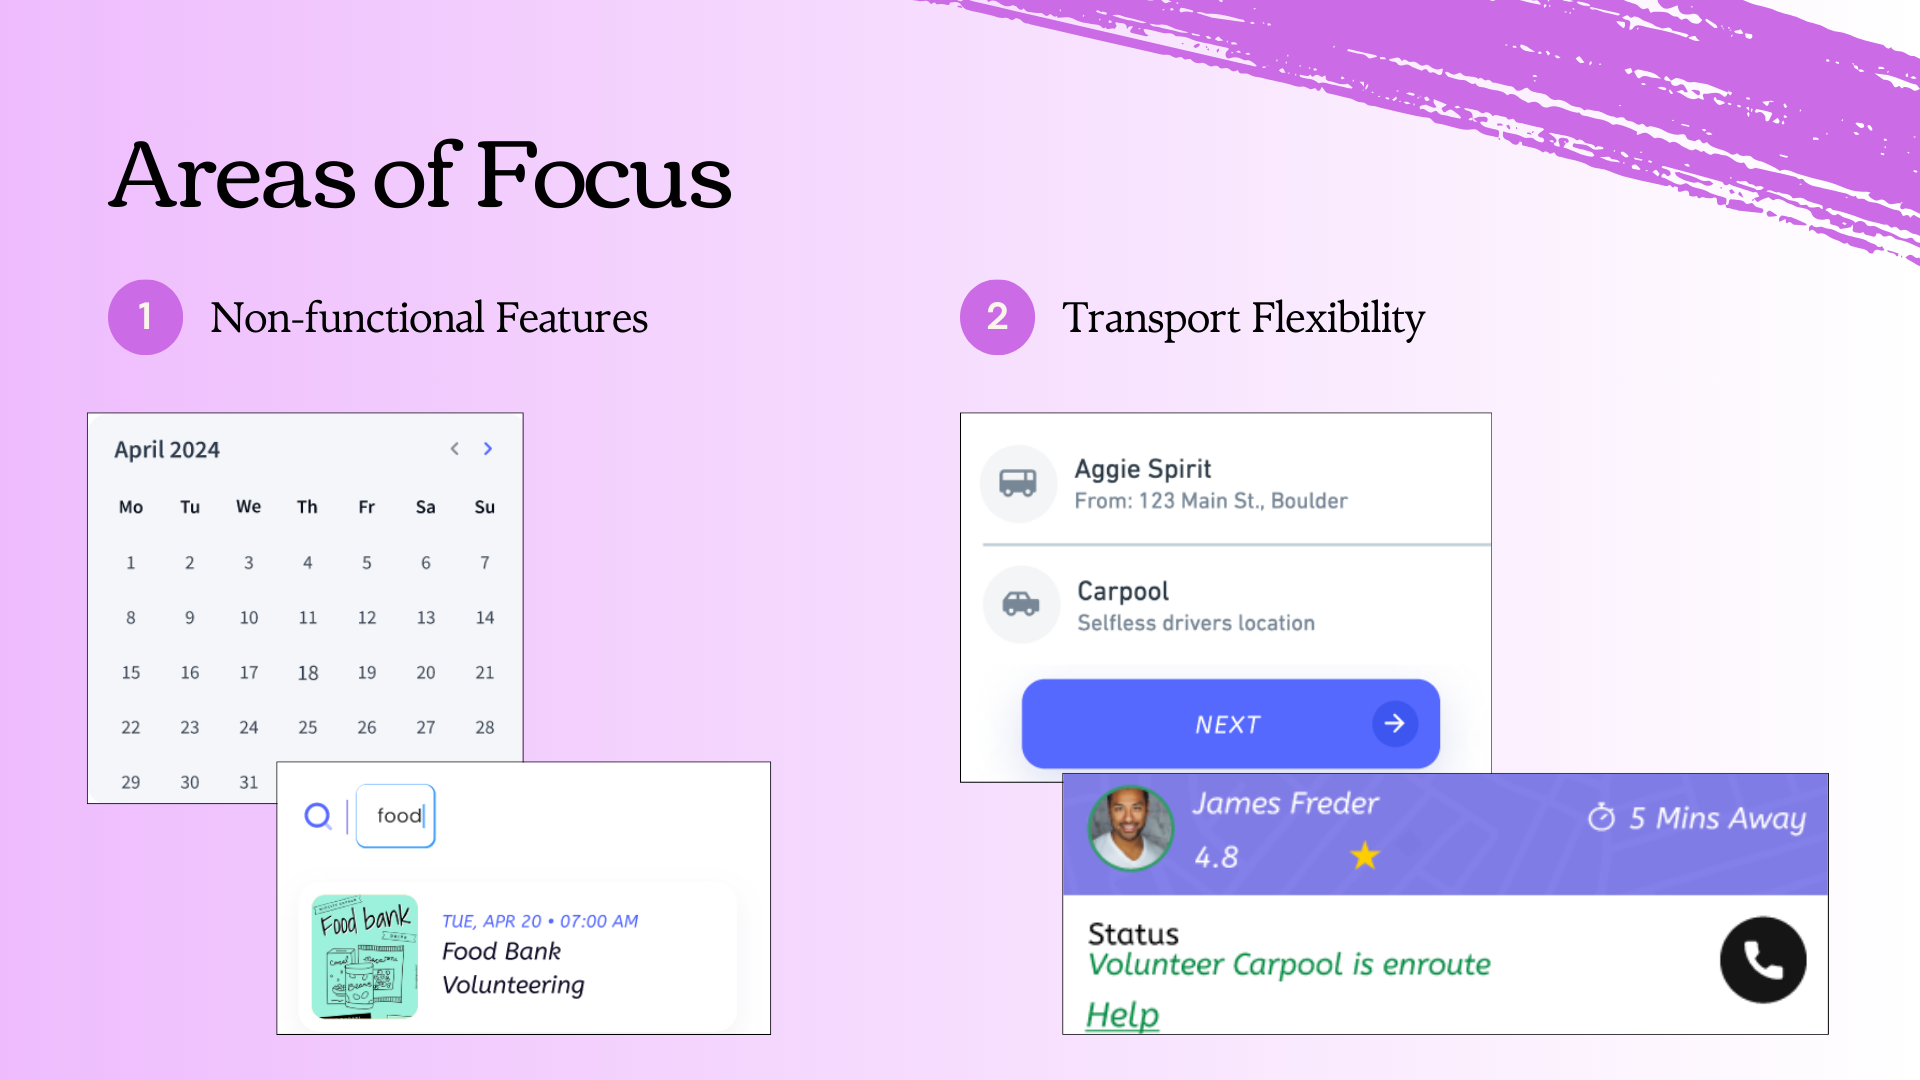 Areas of Focus
1 Non-functional Features
April 2024
Mo Tu We Th Fr Sa Su
1 2 3 4 5 6 7
8 9 10 11 12 13 14
15 16 17 18 19 20 21
22 23 24 25 26 27 28
29 30 31
food
Food bank
DRIVE
Cereal
Macaroni
Beans
TUE, APR 20 • 07:00 AM
Food Bank
Volunteering
2 Transport Flexibility
Aggie Spirit
From: 123 Main St., Boulder
Carpool
Selfless drivers location
NEXT
James Freder
4.8
5 Mins Away
Status
Volunteer Carpool is enroute
Help